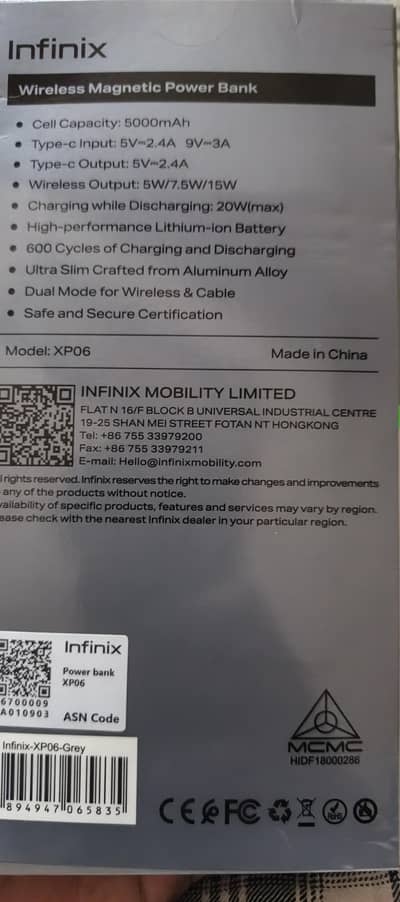 Infinix
Wireless Magnetic Power Bank
• Cell Capacity: 5000mAh
• Type-c Input: 5V⎓2.4A 9V⎓3A
• Type-c Output: 5V⎓2.4A
• Wireless Output: 5W/7.5W/15W
• Charging while Discharging: 20W(max)
• High-performance Lithium-ion Battery
• 600 Cycles of Charging and Discharging
• Ultra Slim Crafted from Aluminum Alloy
• Dual Mode for Wireless & Cable
• Safe and Secure Certification
Model: XP06 Made in China
INFINIX MOBILITY LIMITED
FLAT N 16/F BLOCK B UNIVERSAL INDUSTRIAL CENTRE
19-25 SHAN MEI STREET FOTAN NT HONGKONG
Tel: +86 755 33979200
Fax: +86 755 33979211
E-mail: Hello@infinixmobility.com
rights reserved. Infinix reserves the right to make changes and improvements
any of the products without notice.
vailability of specific products, features and services may vary by region.
ease check with the nearest Infinix dealer in your particular region.
Infinix
Power bank
XP06
6700009
A010903
ASN Code
MCMC
HIDF18000286
Infinix-XP06-Grey
894947 065835
CE FC RoHS